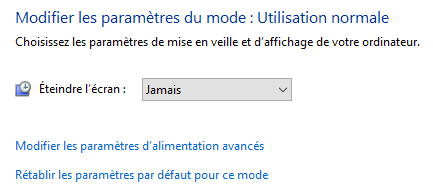 Modifier les paramètres du mode : Utilisation normale
Choisissez les paramètres de mise en veille et d’affichage de votre ordinateur.
Éteindre l’écran : Jamais
Modifier les paramètres d’alimentation avancés
Rétablir les paramètres par défaut pour ce mode